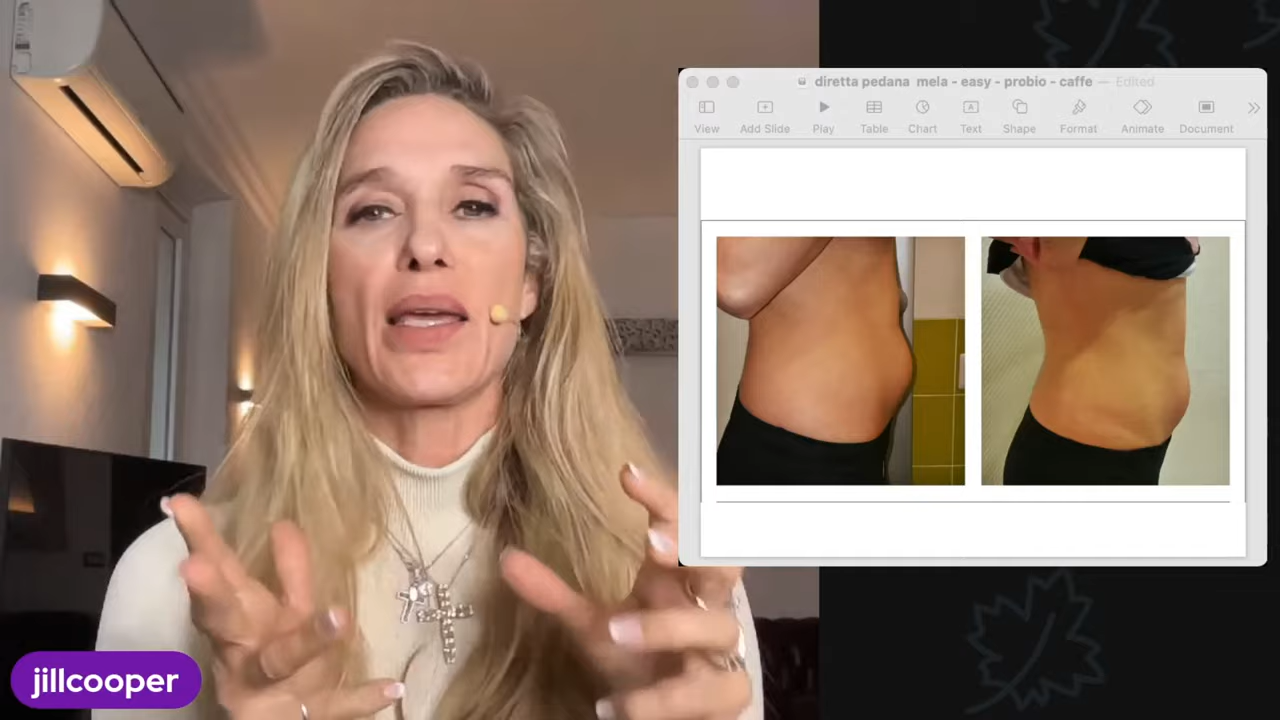 diretta pedana mela - easy - probio - caffe — Edited
View Add Slide Play Table Chart Text Shape Format Animate Document
jillcooper